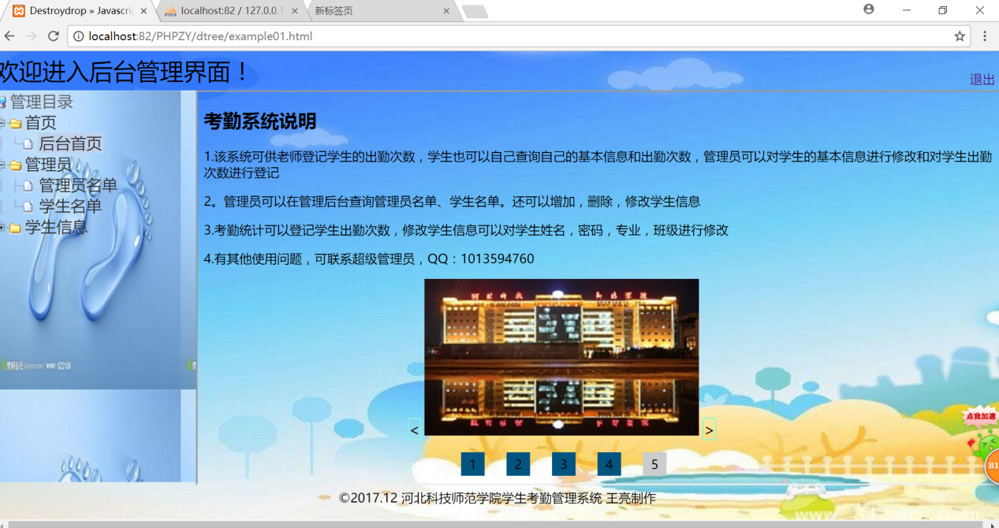 Destroydrop » Javascri
localhost:82 / 127.0.0.1
新标签页
localhost:82/PHPZY/dtree/example01.html
欢迎进入后台管理界面！
退出
管理目录
首页
后台首页
管理员
管理员名单
学生名单
学生信息
考勤系统说明
1.该系统可供老师登记学生的出勤次数，学生也可以自己查询自己的基本信息和出勤次数，管理员可以对学生的基本信息进行修改和对学生出勤
次数进行登记
2。管理员可以在管理后台查询管理员名单、学生名单。还可以增加，删除，修改学生信息
3.考勤统计可以登记学生出勤次数，修改学生信息可以对学生姓名，密码，专业，班级进行修改
4.有其他使用问题，可联系超级管理员，QQ：1013594760
< >
1 2 3 4 5
点我加速
81
©2017.12 河北科技师范学院学生考勤管理系统 王亮制作